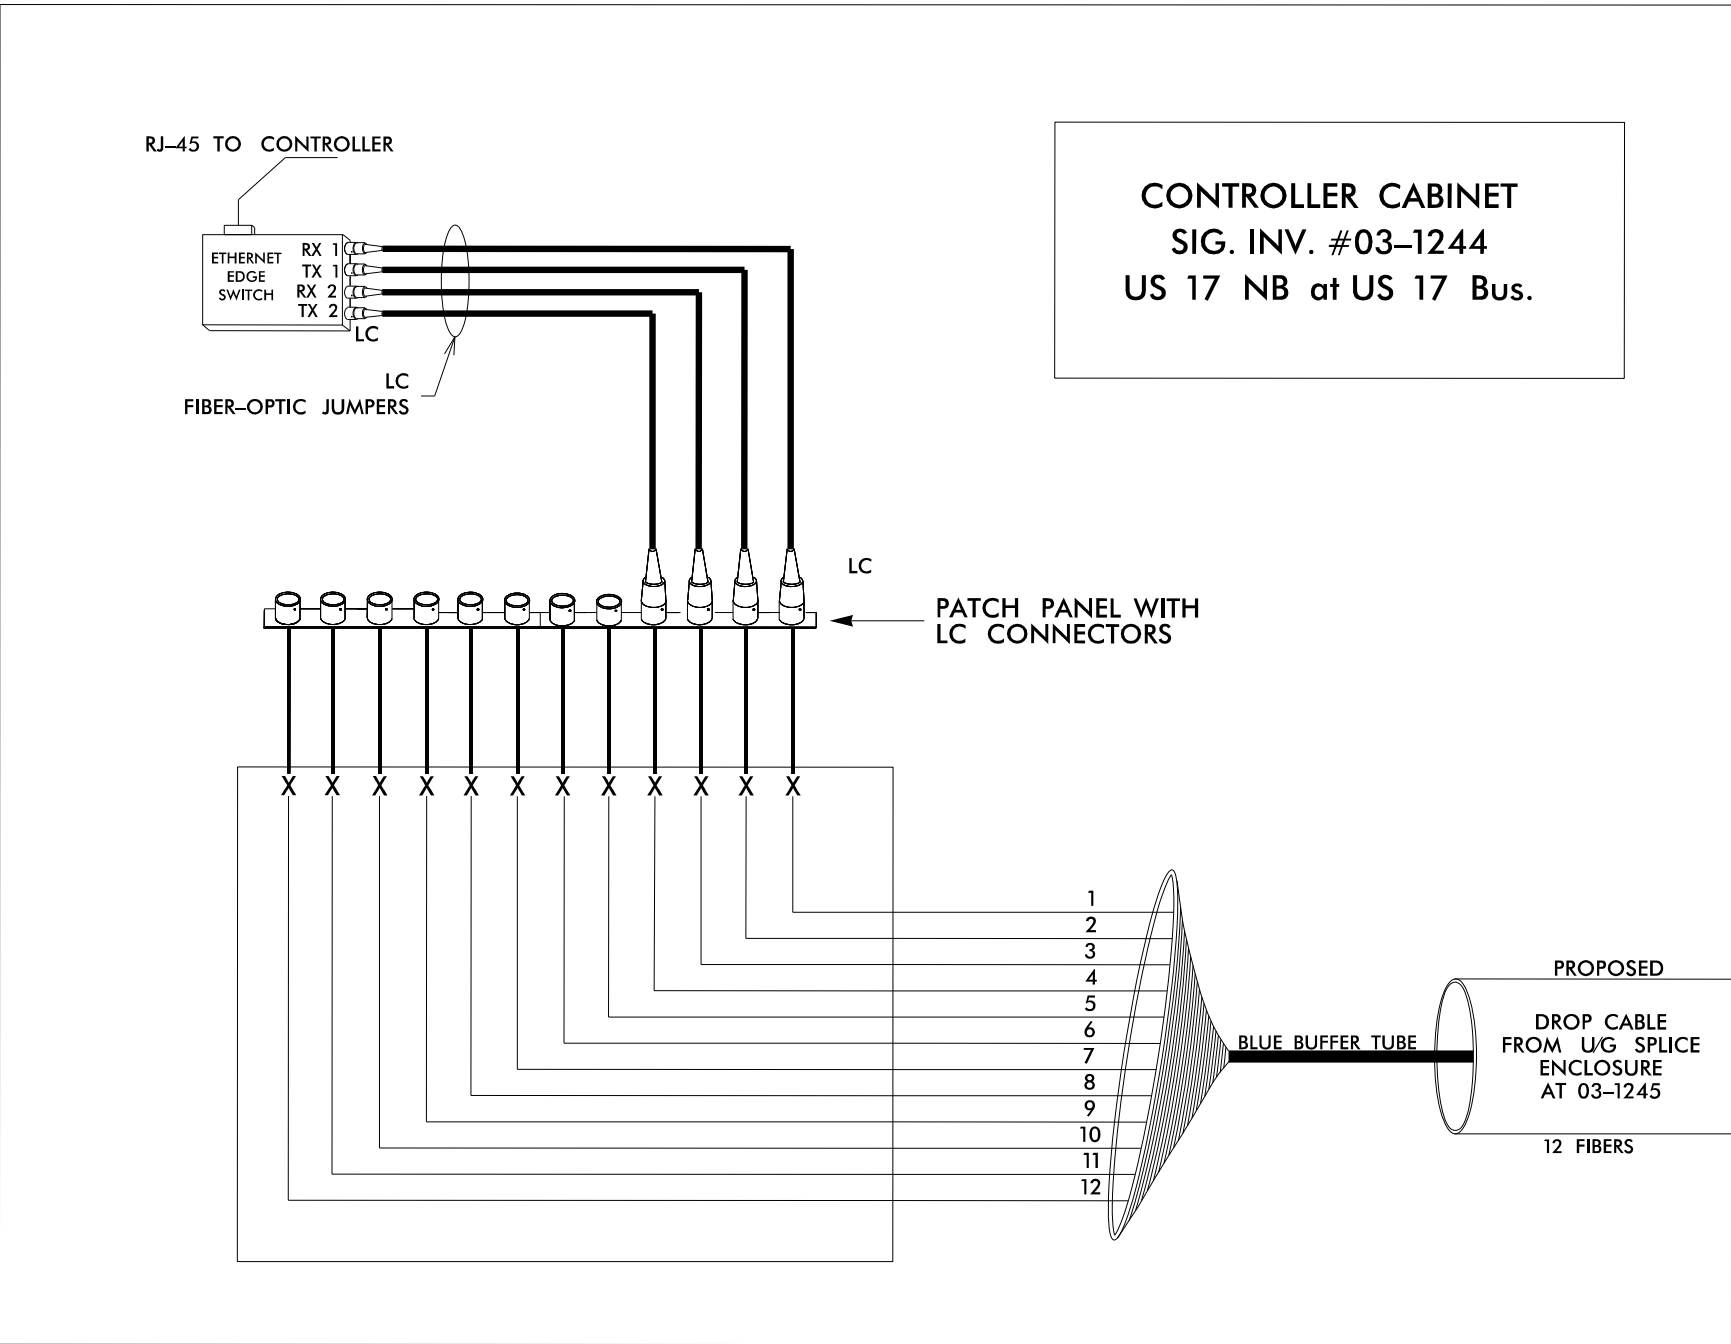 RJ–45 TO CONTROLLER
ETHERNET
EDGE
SWITCH
RX 1
TX 1
RX 2
TX 2
LC
LC
FIBER–OPTIC JUMPERS
CONTROLLER CABINET
SIG. INV. #03–1244
US 17 NB at US 17 Bus.
LC
PATCH PANEL WITH
LC CONNECTORS
X X X X X X X X X X X X
1
2
3
4
5
6
7
8
9
10
11
12
BLUE BUFFER TUBE
PROPOSED
DROP CABLE
FROM U/G SPLICE
ENCLOSURE
AT 03–1245
12 FIBERS